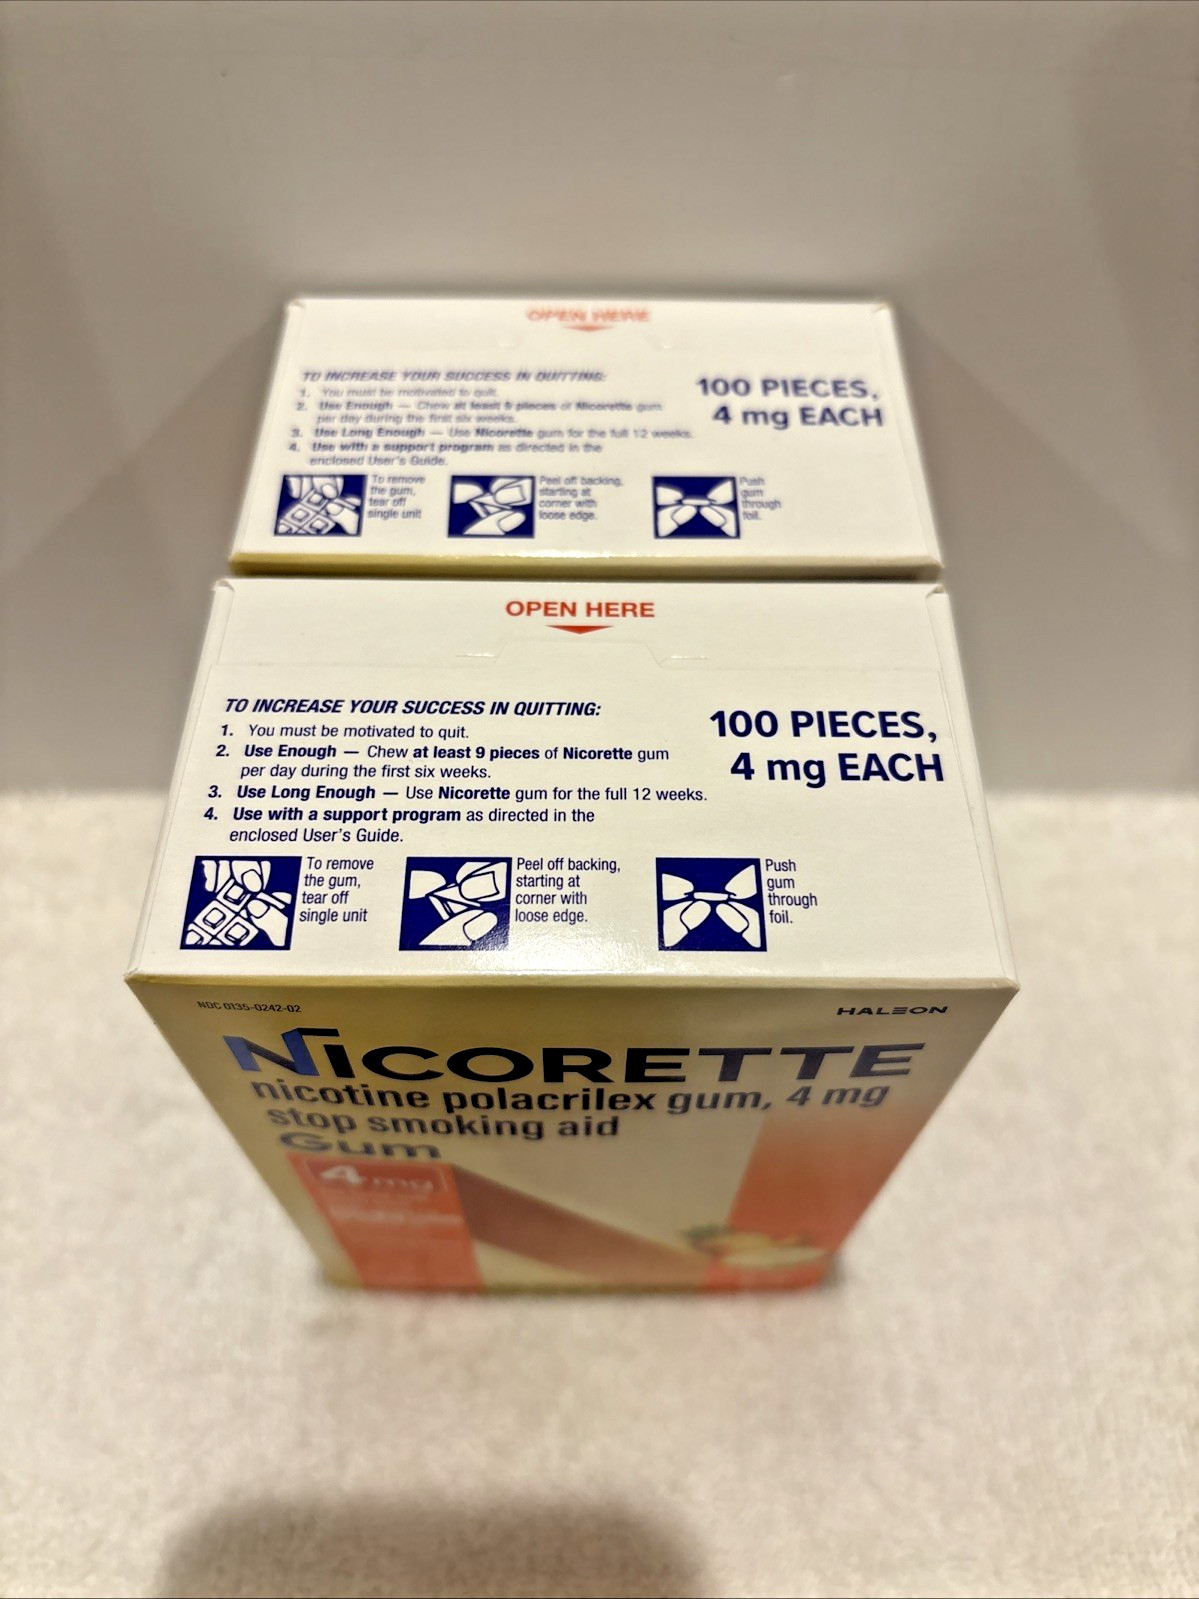 OPEN HERE
TO INCREASE YOUR SUCCESS IN QUITTING:
1. You must be motivated to quit.
2. Use Enough — Chew at least 9 pieces of Nicorette gum
per day during the first six weeks.
3. Use Long Enough — Use Nicorette gum for the full 12 weeks.
4. Use with a support program as directed in the
enclosed User's Guide.
100 PIECES,
4 mg EACH
To remove
the gum,
tear off
single unit
Peel off backing,
starting at
corner with
loose edge.
Push
gum
through
foil.
OPEN HERE
TO INCREASE YOUR SUCCESS IN QUITTING:
1. You must be motivated to quit.
2. Use Enough — Chew at least 9 pieces of Nicorette gum
per day during the first six weeks.
3. Use Long Enough — Use Nicorette gum for the full 12 weeks.
4. Use with a support program as directed in the
enclosed User's Guide.
100 PIECES,
4 mg EACH
To remove
the gum,
tear off
single unit
Peel off backing,
starting at
corner with
loose edge.
Push
gum
through
foil.
NDC 0135-0242-02
HALEON
NICORETTE
nicotine polacrilex gum, 4 mg
stop smoking aid
Gum
4 mg